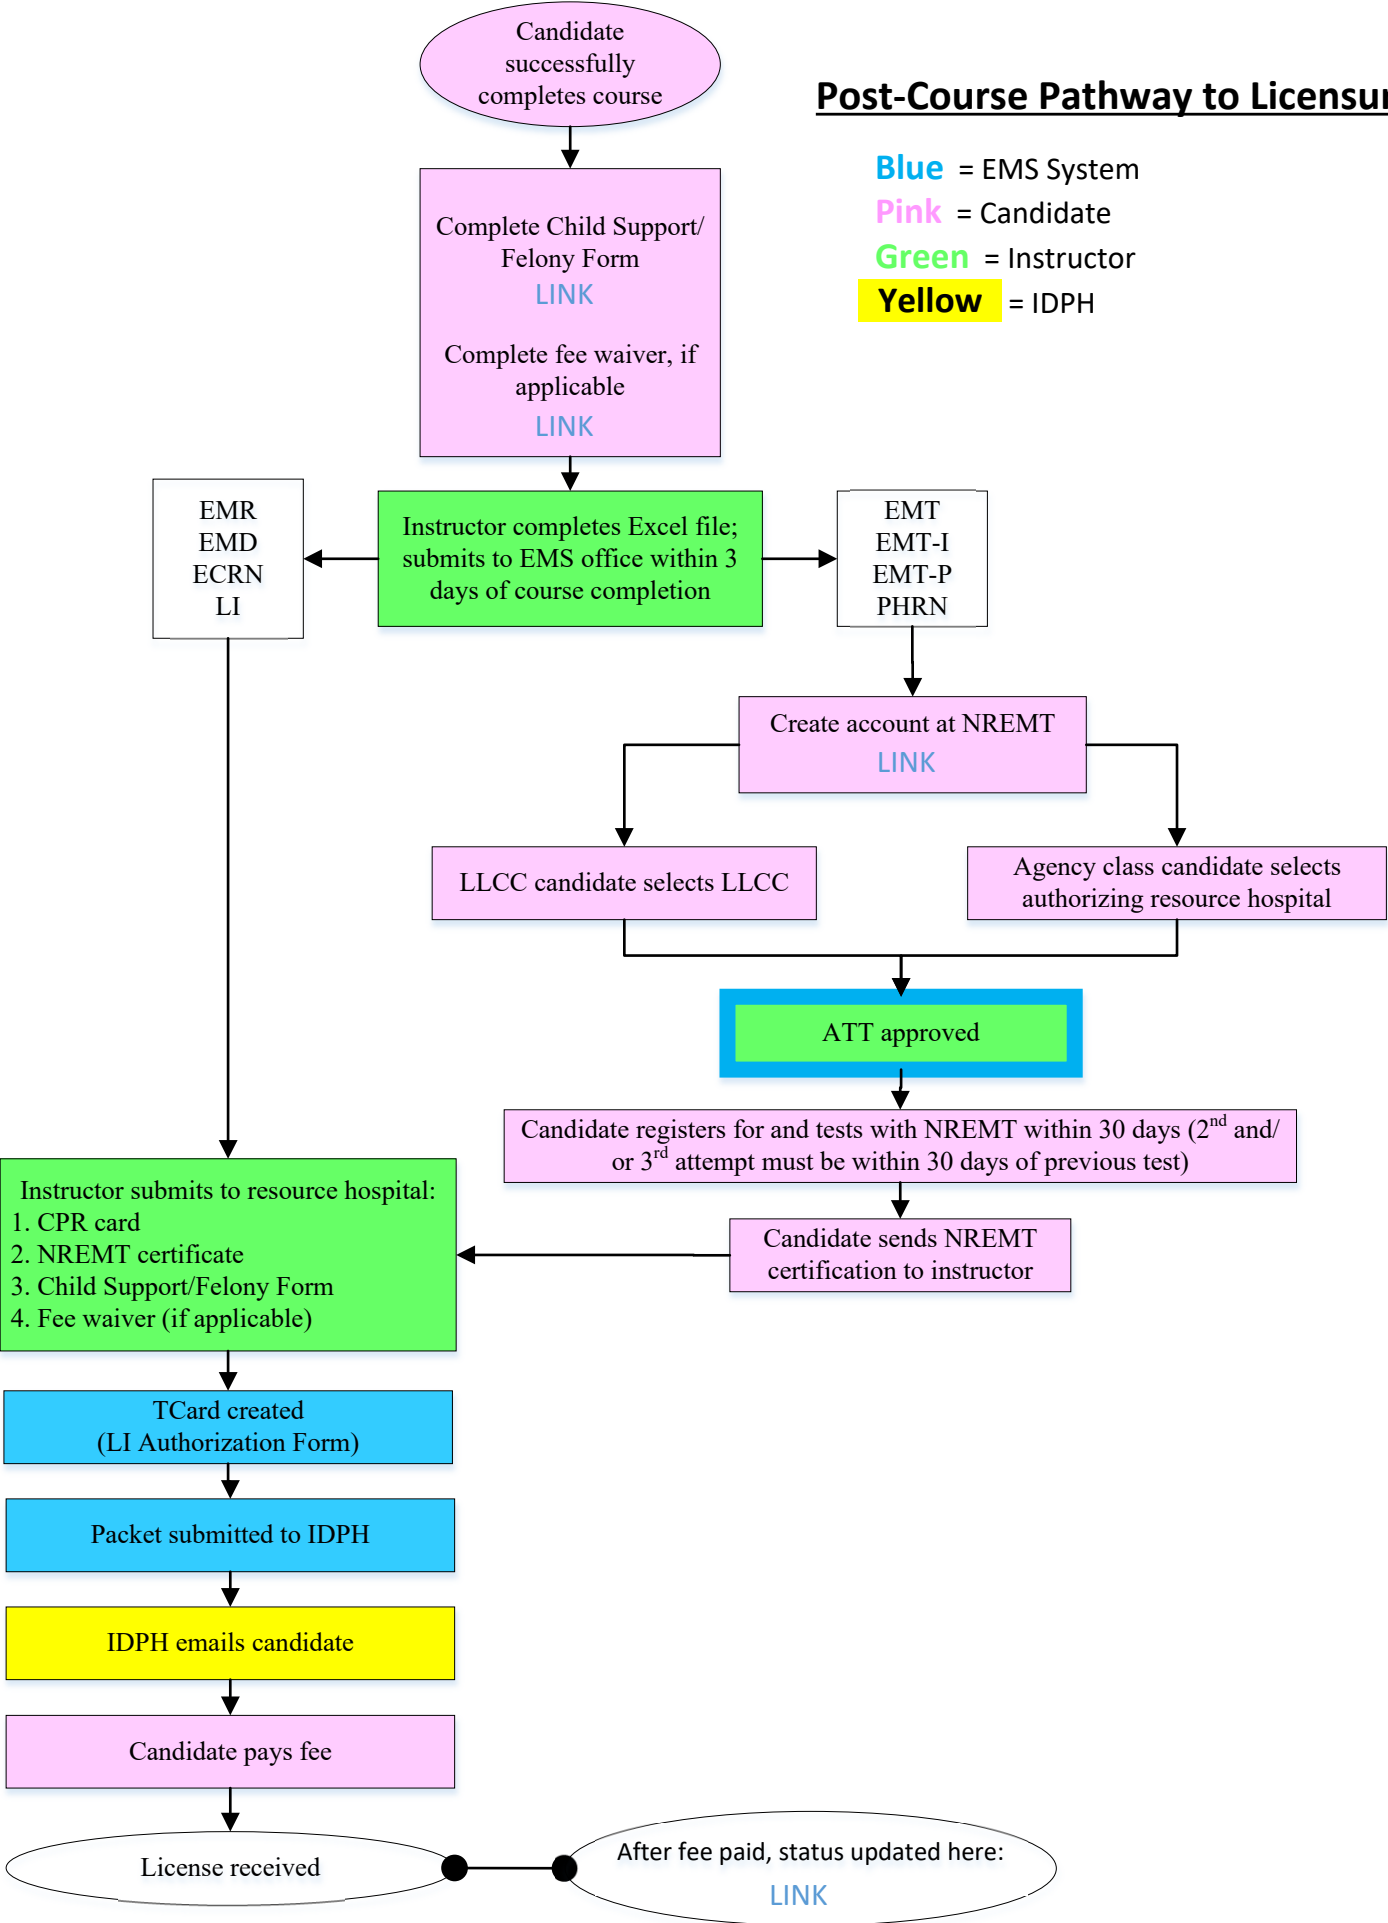 Candidate
successfully
completes course
Post-Course Pathway to Licensur
Blue = EMS System
Pink = Candidate
Green = Instructor
Yellow = IDPH
Complete Child Support/
Felony Form
LINK
Complete fee waiver, if
applicable
LINK
EMR
EMD
ECRN
LI
Instructor completes Excel file;
submits to EMS office within 3
days of course completion
EMT
EMT-I
EMT-P
PHRN
Create account at NREMT
LINK
LLCC candidate selects LLCC
Agency class candidate selects
authorizing resource hospital
ATT approved
Candidate registers for and tests with NREMT within 30 days (2nd and/
or 3rd attempt must be within 30 days of previous test)
Candidate sends NREMT
certification to instructor
Instructor submits to resource hospital:
1. CPR card
2. NREMT certificate
3. Child Support/Felony Form
4. Fee waiver (if applicable)
TCard created
(LI Authorization Form)
Packet submitted to IDPH
IDPH emails candidate
Candidate pays fee
License received
After fee paid, status updated here:
LINK